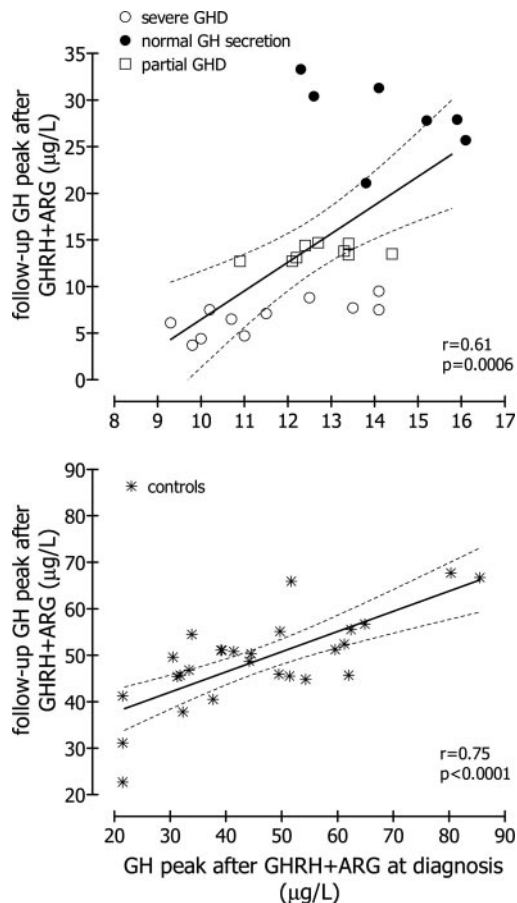 ○ severe GHD
● normal GH secretion
□ partial GHD
follow-up GH peak after
GHRH+ARG (µg/L)
35
30
25
20
15
10
5
0
r=0.61
p=0.0006
8 9 10 11 12 13 14 15 16 17
✳ controls
follow-up GH peak after
GHRH+ARG (µg/L)
90
80
70
60
50
40
30
20
r=0.75
p<0.0001
20 30 40 50 60 70 80 90
GH peak after GHRH+ARG at diagnosis
(µg/L)